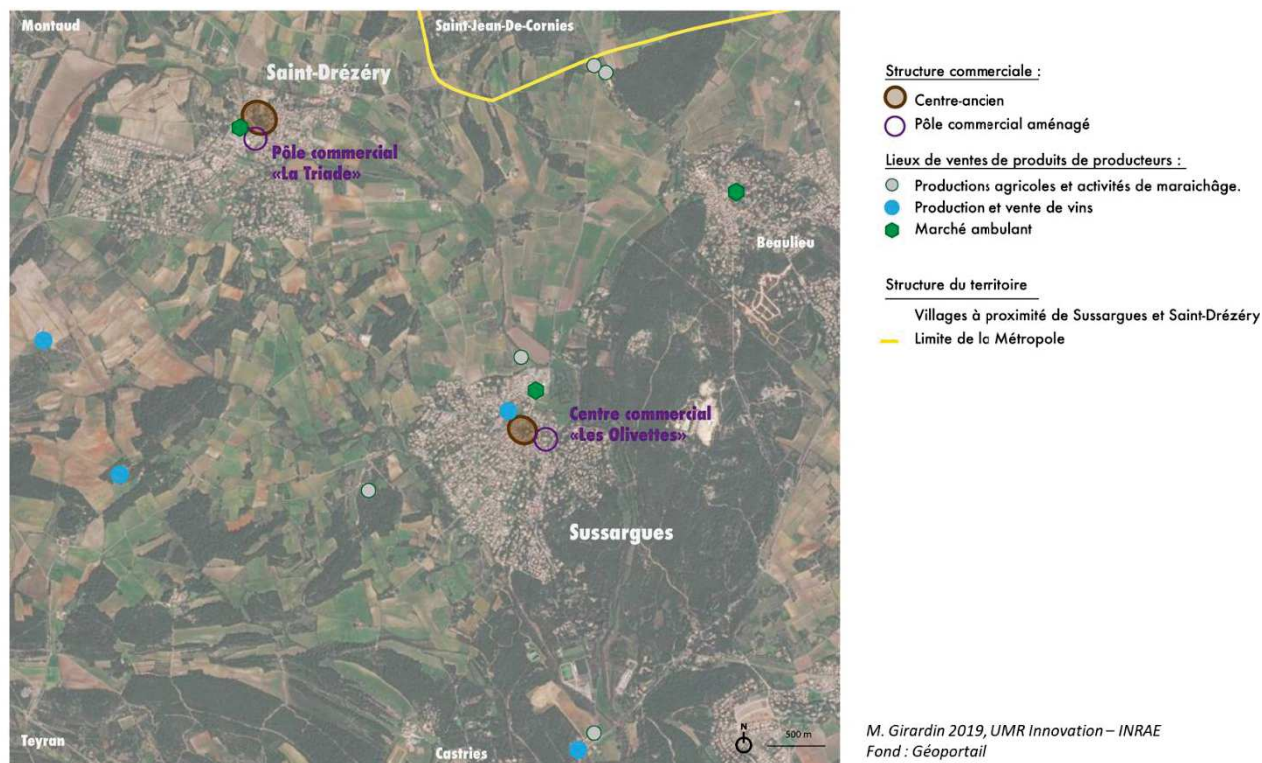 Montaud
Saint-Jean-De-Cornies
Saint-Drézéry
Pôle commercial
«La Triade»
Beaulieu
Centre commercial
«Les Olivettes»
Sussargues
Teyran
Castries
N
500 m
Structure commerciale :
Centre-ancien
Pôle commercial aménagé
Lieux de ventes de produits de producteurs :
Productions agricoles et activités de maraichâge.
Production et vente de vins
Marché ambulant
Structure du territoire
Villages à proximité de Sussargues et Saint-Drézéry
Limite de la Métropole
M. Girardin 2019, UMR Innovation – INRAE
Fond : Géoportail